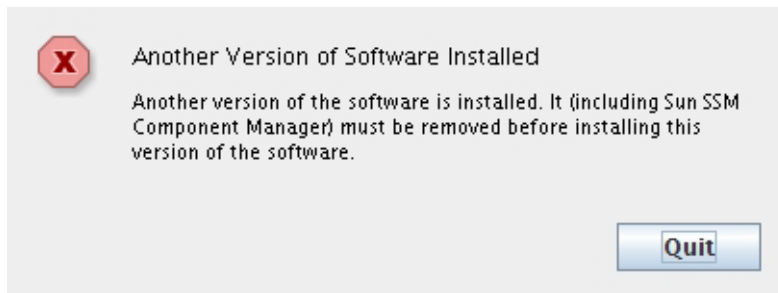 Another Version of Software Installed
Another version of the software is installed. It (including Sun SSM
Component Manager) must be removed before installing this
version of the software.
Quit